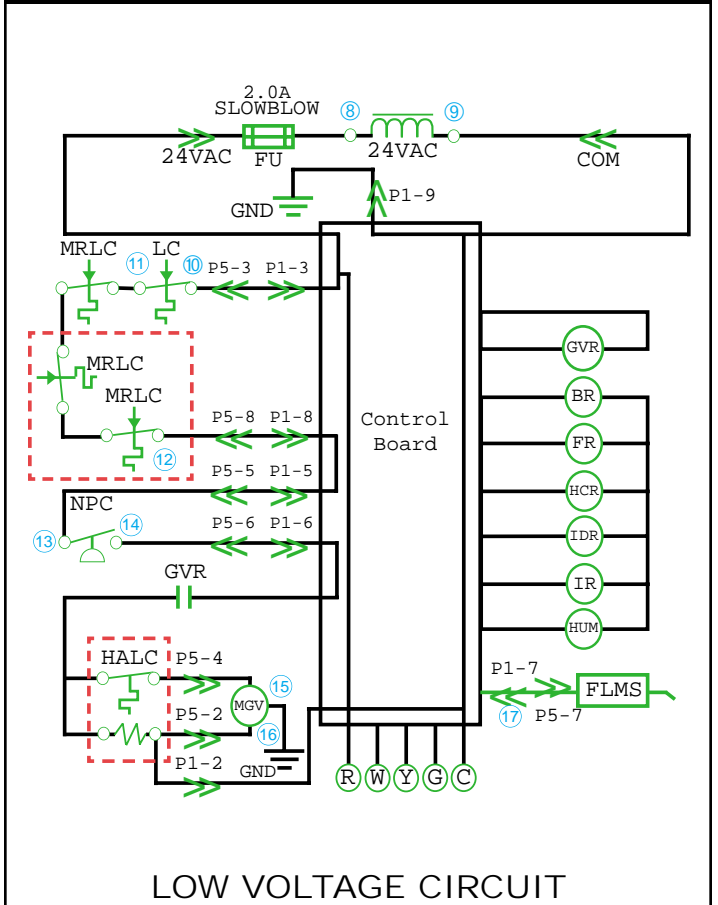 2.0A
SLOWBLOW
8
9
24VAC
FU
24VAC
COM
GND
P1-9
MRLC
11
LC
10
P5-3
P1-3
MRLC
MRLC
12
P5-8
P1-8
Control
Board
GVR
BR
FR
HCR
IDR
IR
HUM
P5-5
P1-5
NPC
13
14
P5-6
P1-6
GVR
HALC
P5-4
MGV
15
P5-2
16
P1-2
GND
P1-7
FLMS
17
P5-7
R
W
Y
G
C
LOW VOLTAGE CIRCUIT